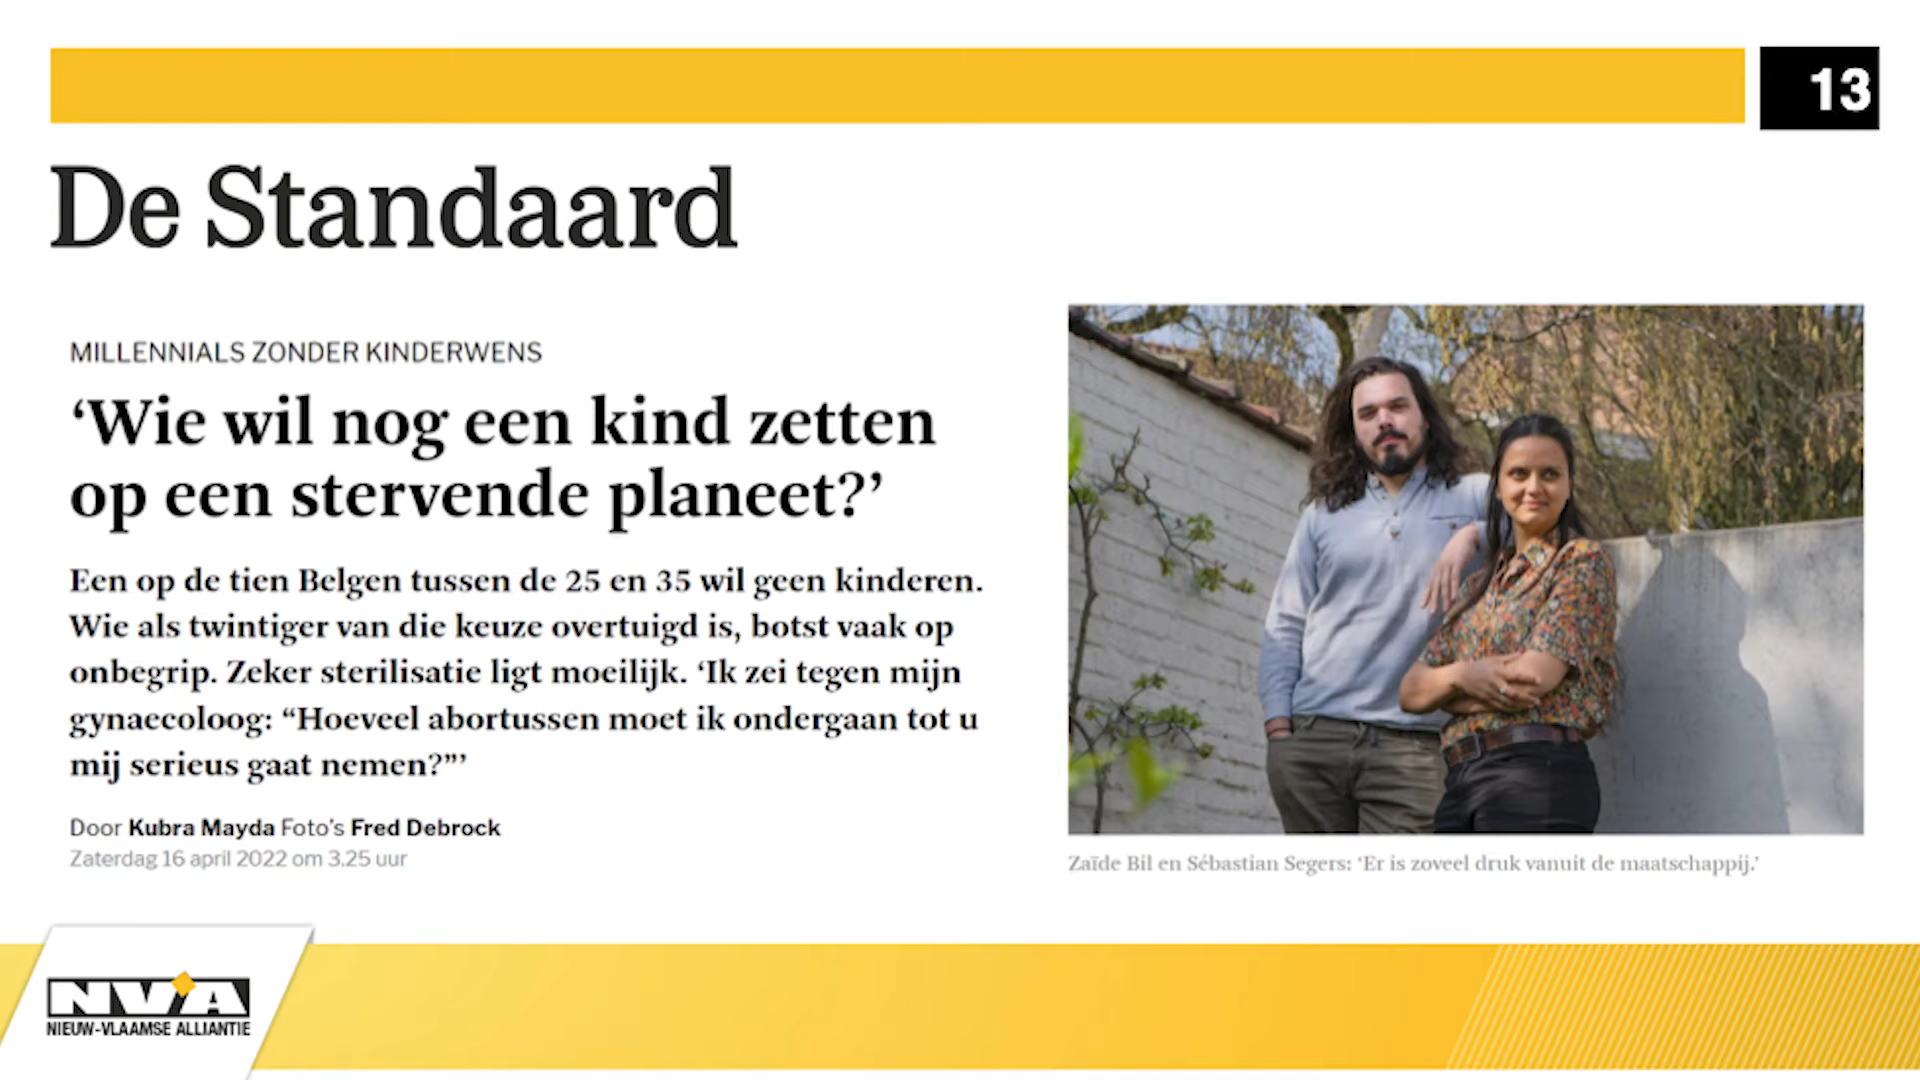 13
De Standaard
MILLENNIALS ZONDER KINDERWENS
‘Wie wil nog een kind zetten
op een stervende planeet?’
Een op de tien Belgen tussen de 25 en 35 wil geen kinderen.
Wie als twintiger van die keuze overtuigd is, botst vaak op
onbegrip. Zeker sterilisatie ligt moeilijk. ‘Ik zei tegen mijn
gynaecoloog: “Hoeveel abortussen moet ik ondergaan tot u
mij serieus gaat nemen?”’
Door Kubra Mayda Foto’s Fred Debrock
Zaterdag 16 april 2022 om 3.25 uur
Zaïde Bil en Sébastian Segers: ‘Er is zoveel druk vanuit de maatschappij.’
N-VA
NIEUW-VLAAMSE ALLIANTIE